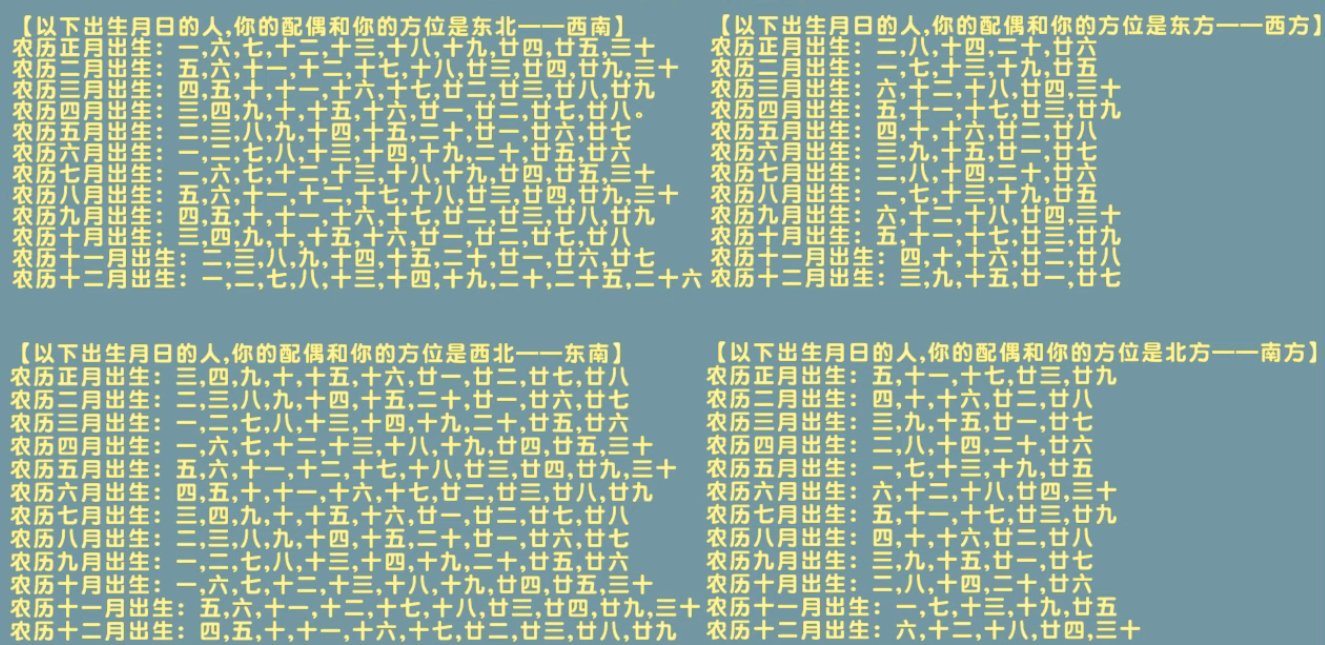 【以下出生月日的人,你的配偶和你的方位是东北——西南】
农历正月出生：一,六,七,十二,十三,十八,十九,廿四,廿五,三十
农历二月出生：五,六,十一,十二,十七,十八,廿三,廿四,廿九,三十
农历三月出生：四,五,十,十一,十六,十七,廿二,廿三,廿八,廿九
农历四月出生：三,四,九,十,十五,十六,廿一,廿二,廿七,廿八。
农历五月出生：二,三,八,九,十四,十五,二十,廿一,廿六,廿七
农历六月出生：一,二,七,八,十三,十四,十九,二十,廿五,廿六
农历七月出生：一,六,七,十二,十三,十八,十九,廿四,廿五,三十
农历八月出生：五,六,十一,十二,十七,十八,廿三,廿四,廿九,三十
农历九月出生：四,五,十,十一,十六,十七,廿二,廿三,廿八,廿九
农历十月出生：三,四,九,十,十五,十六,廿一,廿二,廿七,廿八
农历十一月出生：二,三,八,九,十四,十五,二十,廿一,廿六,廿七
农历十二月出生：一,二,七,八,十三,十四,十九,二十,二十五,二十六
【以下出生月日的人,你的配偶和你的方位是东方——西方】
农历正月出生：二,八,十四,二十,廿六
农历二月出生：一,七,十三,十九,廿五
农历三月出生：六,十二,十八,廿四,三十
农历四月出生：五,十一,十七,廿三,廿九
农历五月出生：四,十,十六,廿二,廿八
农历六月出生：三,九,十五,廿一,廿七
农历七月出生：二,八,十四,二十,廿六
农历八月出生：一,七,十三,十九,廿五
农历九月出生：六,十二,十八,廿四,三十
农历十月出生：五,十一,十七,廿三,廿九
农历十一月出生：四,十,十六,廿二,廿八
农历十二月出生：三,九,十五,廿一,廿七
【以下出生月日的人,你的配偶和你的方位是西北——东南】
农历正月出生：三,四,九,十,十五,十六,廿一,廿二,廿七,廿八
农历二月出生：二,三,八,九,十四,十五,二十,廿一,廿六,廿七
农历三月出生：一,二,七,八,十三,十四,十九,二十,廿五,廿六
农历四月出生：一,六,七,十二,十三,十八,十九,廿四,廿五,三十
农历五月出生：五,六,十一,十二,十七,十八,廿三,廿四,廿九,三十
农历六月出生：四,五,十,十一,十六,十七,廿二,廿三,廿八,廿九
农历七月出生：三,四,九,十,十五,十六,廿一,廿二,廿七,廿八
农历八月出生：二,三,八,九,十四,十五,二十,廿一,廿六,廿七
农历九月出生：一,二,七,八,十三,十四,十九,二十,廿五,廿六
农历十月出生：一,六,七,十二,十三,十八,十九,廿四,廿五,三十
农历十一月出生：五,六,十一,十二,十七,十八,廿三,廿四,廿九,三十
农历十二月出生：四,五,十,十一,十六,十七,廿二,廿三,廿八,廿九
【以下出生月日的人,你的配偶和你的方位是北方——南方】
农历正月出生：五,十一,十七,廿三,廿九
农历二月出生：四,十,十六,廿二,廿八
农历三月出生：三,九,十五,廿一,廿七
农历四月出生：二,八,十四,二十,廿六
农历五月出生：一,七,十三,十九,廿五
农历六月出生：六,十二,十八,廿四,三十
农历七月出生：五,十一,十七,廿三,廿九
农历八月出生：四,十,十六,廿二,廿八
农历九月出生：三,九,十五,廿一,廿七
农历十月出生：二,八,十四,二十,廿六
农历十一月出生：一,七,十三,十九,廿五
农历十二月出生：六,十二,十八,廿四,三十